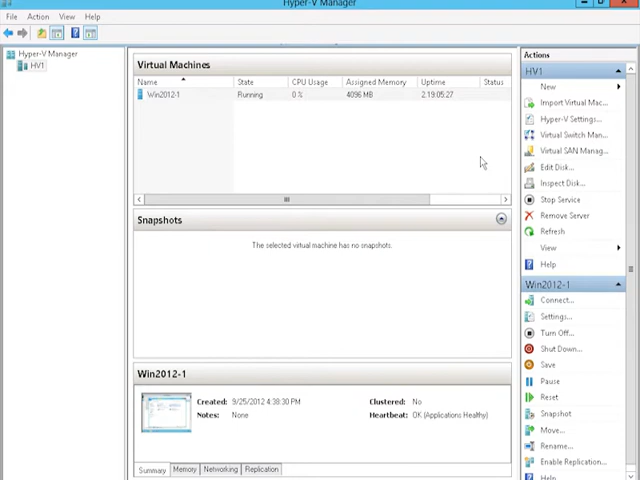 Hyper-V Manager
File Action View Help
Hyper-V Manager
HV1
Virtual Machines
Name State CPU Usage Assigned Memory Uptime Status
Win2012-1 Running 0 % 4096 MB 2.19:05:27
Snapshots
The selected virtual machine has no snapshots.
Win2012-1
Created: 9/25/2012 4:38:30 PM Clustered: No
Notes: None Heartbeat: OK (Applications Healthy)
Summary Memory Networking Replication
Actions
HV1
New
Import Virtual Mac...
Hyper-V Settings...
Virtual Switch Man...
Virtual SAN Manag...
Edit Disk...
Inspect Disk...
Stop Service
Remove Server
Refresh
View
Help
Win2012-1
Connect...
Settings...
Turn Off...
Shut Down...
Save
Pause
Reset
Snapshot
Move...
Rename...
Enable Replication...
Help